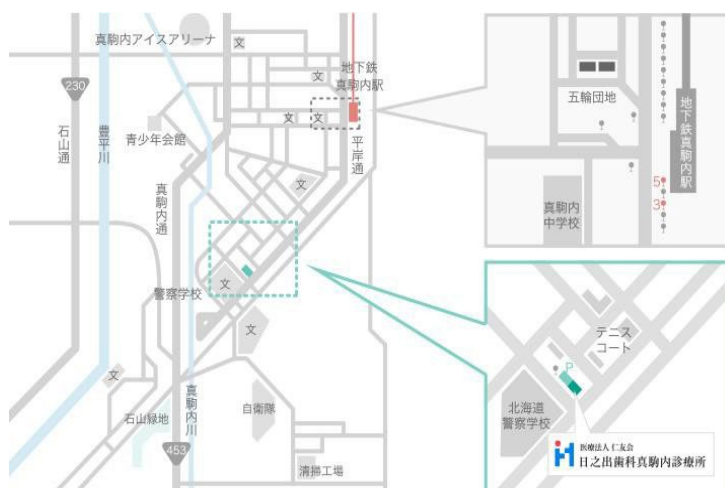 真駒内アイスアリーナ
文
地下鉄
真駒内駅
230
文
文
文
石山通
豊平川
青少年会館
平岸通
真駒内通
文
文
警察学校
文
文
真駒内川
石山緑地
自衛隊
453
清掃工場
五輪団地
地下鉄真駒内駅
5
3
真駒内
中学校
テニス
コート
P
北海道
警察学校
医療法人 仁友会
日之出歯科真駒内診療所